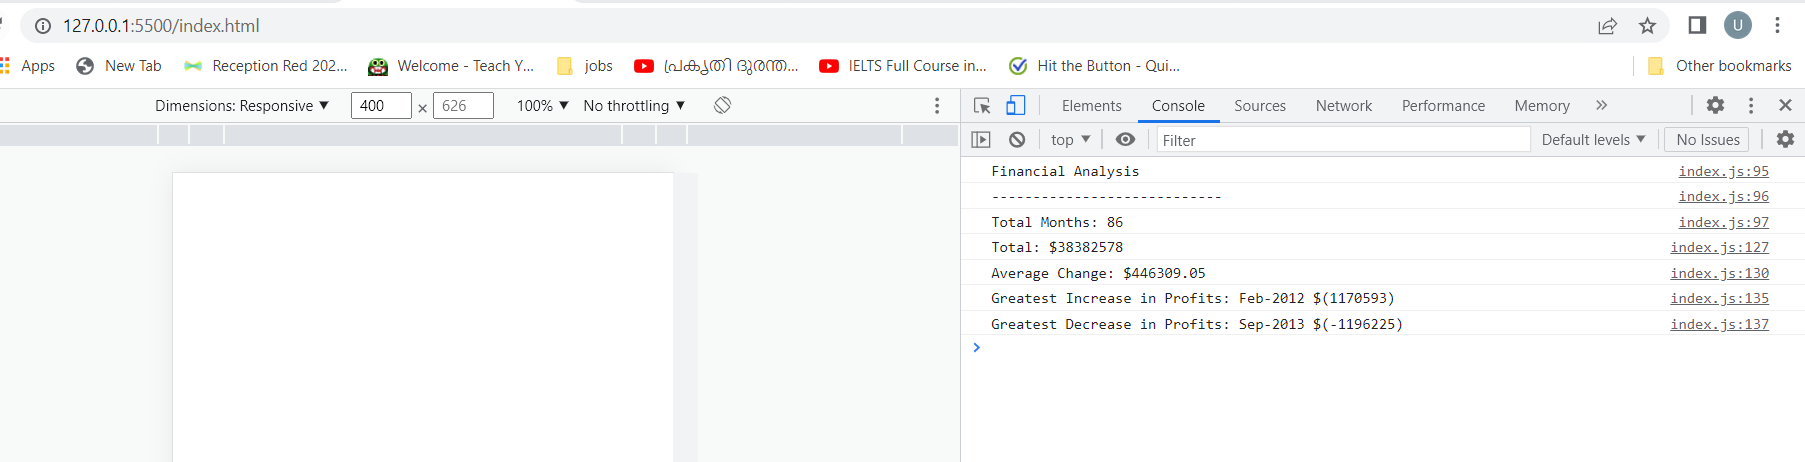 127.0.0.1:5500/index.html
U
Apps New Tab Reception Red 202... Welcome - Teach Y... jobs പ്രകൃതി ദുരന്ത... IELTS Full Course in... Hit the Button - Qui... Other bookmarks
Dimensions: Responsive ▼ 400 × 626 100% ▼ No throttling ▼ Elements Console Sources Network Performance Memory »
top ▼ Filter Default levels ▼ No Issues
Financial Analysis index.js:95
---------------------------- index.js:96
Total Months: 86 index.js:97
Total: $38382578 index.js:127
Average Change: $446309.05 index.js:130
Greatest Increase in Profits: Feb-2012 $(1170593) index.js:135
Greatest Decrease in Profits: Sep-2013 $(-1196225) index.js:137
>